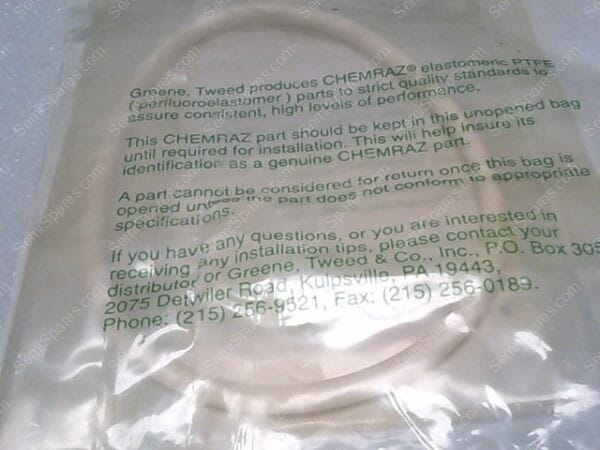 Greene, Tweed produces CHEMRAZ® elastomeric PTFE
(perfluoroelastomer) parts to strict quality standards to
assure consistent, high levels of performance.
This CHEMRAZ part should be kept in this unopened bag
until required for installation. This will help insure its
identification as a genuine CHEMRAZ part.
A part cannot be considered for return once this bag is
opened unless the part does not conform to appropriate
specifications.
If you have any questions, or you are interested in
receiving any installation tips, please contact your
distributor or Greene, Tweed & Co., Inc., P.O. Box 305
2075 Detwiler Road, Kulpsville, PA 19443,
Phone: (215) 256-9521, Fax: (215) 256-0189.
SemiSpares.com